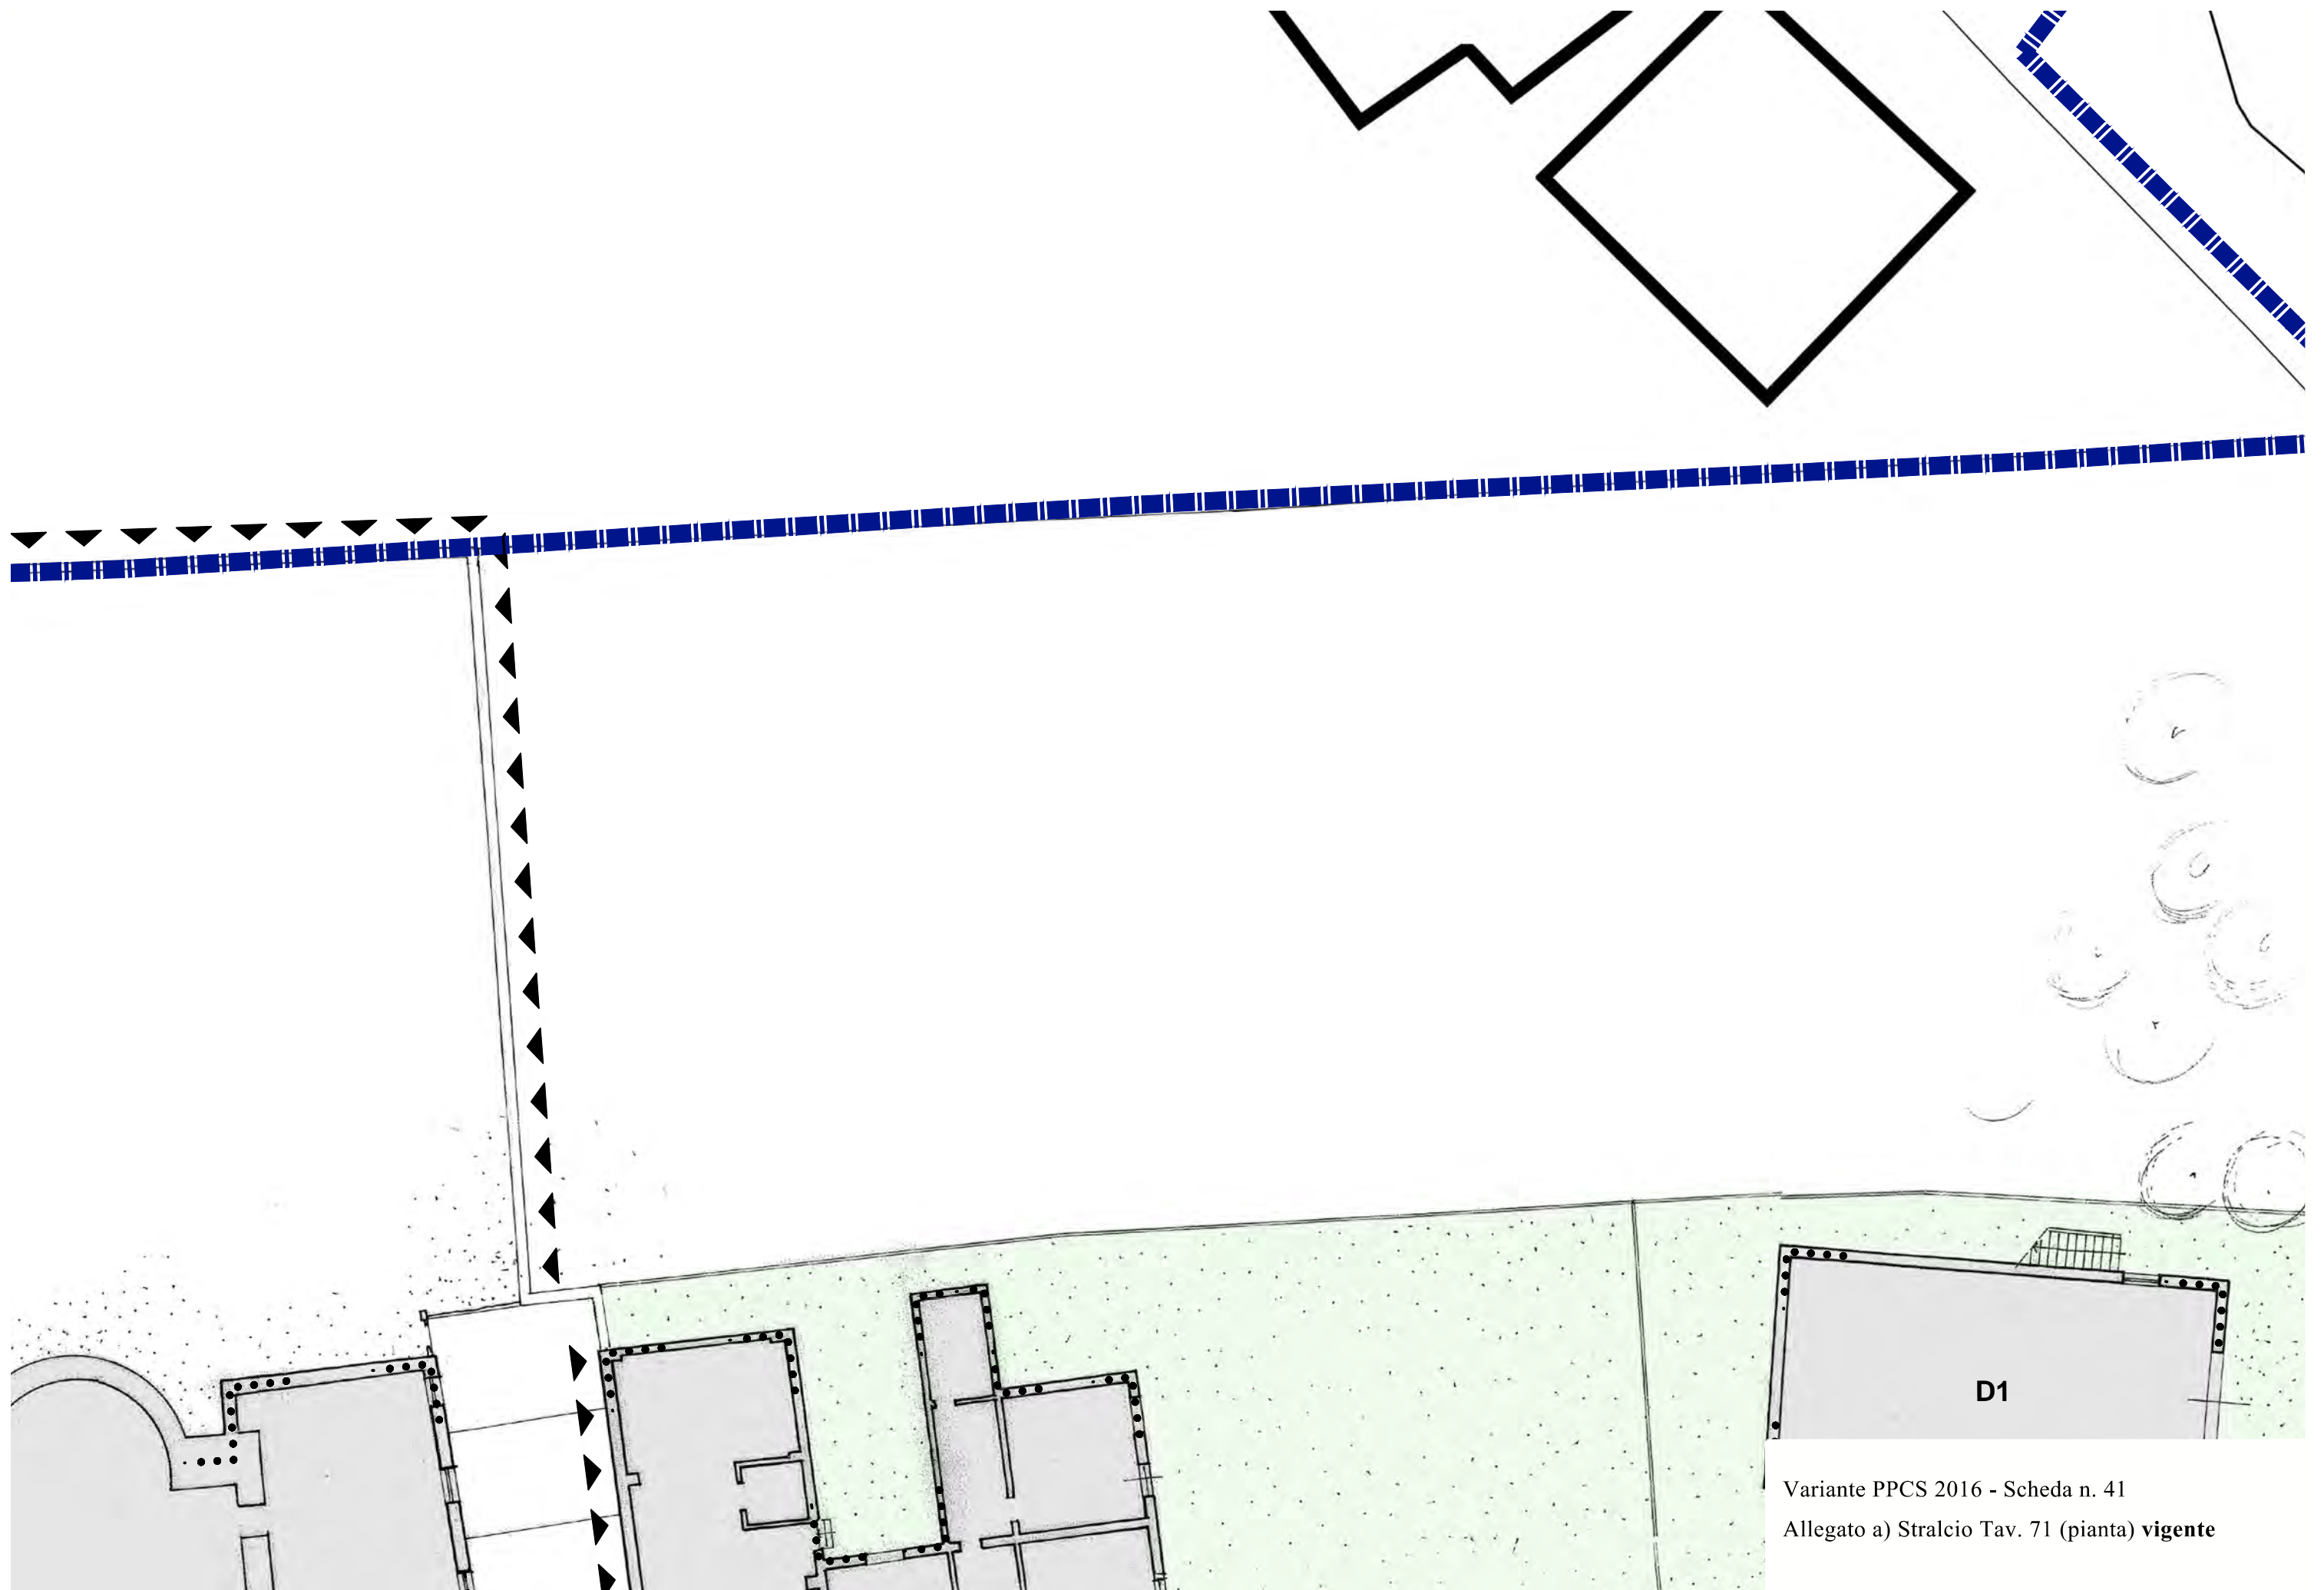 D1
Variante PPCS 2016 - Scheda n. 41
Allegato a) Stralcio Tav. 71 (pianta) vigente